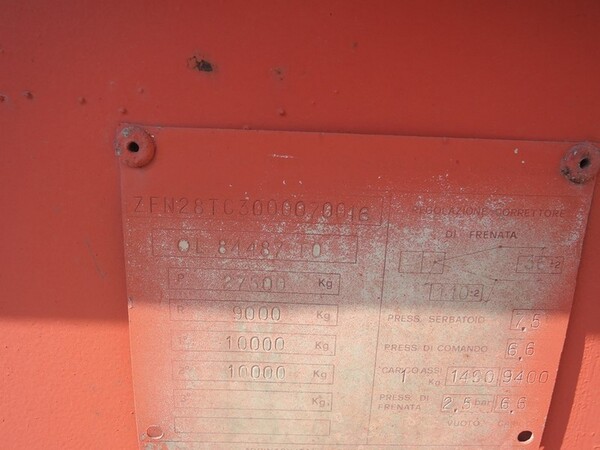 ZFN28TC3000070016
OL 84487 TO
P 27500 Kg
R 9000 Kg
10000 Kg
10000 Kg
Kg.
REGOLAZIONE CORRETTORE
DI FRENATA
PRESS. SERBATOIO 7,5
PRESS DI COMANDO 6,6
CARICO ASSI 1 Kg 1400 9400
PRESS DI FRENATA 2,5 bar 6,6
VUOTO